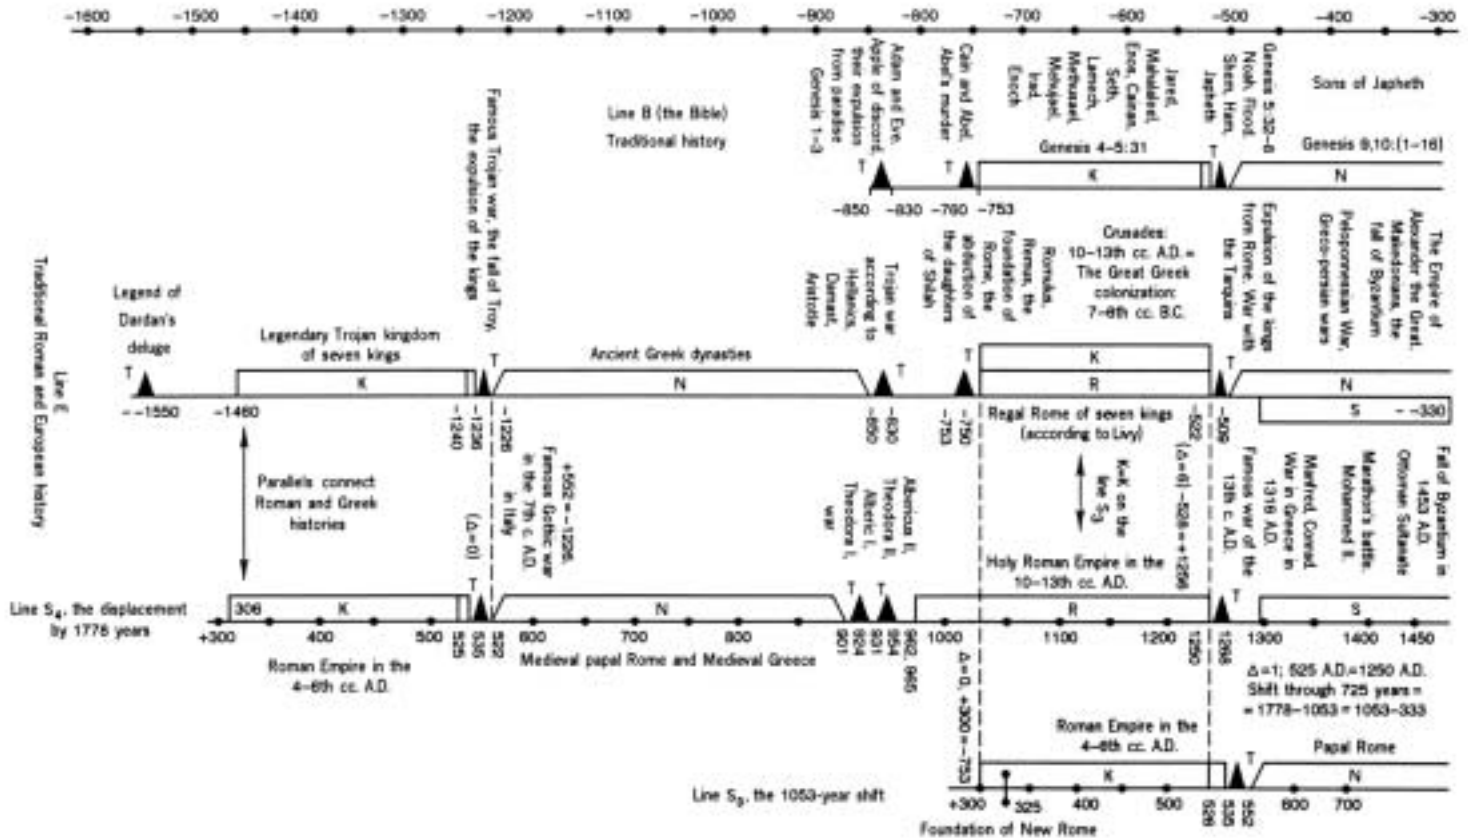 -1600 -1500 -1400 -1300 -1200 -1100 -1000 -900 -800 -700 -600 -500 -400 -300
Line B (the Bible)
Traditional history
Adam and Eve.
Apple of discord,
their expulsion
from paradise
Genesis 1-3
Cain and Abel,
Abel's murder
Jared,
Mahalaleel,
Enos, Cainan,
Seth,
Lamech,
Methusael,
Mehujael,
Irad,
Enoch
Genesis 5:32-8
Noah, Flood.
Shem, Ham,
Japheth
Sons of Japheth
Genesis 4-5:31
Genesis 9,10:(1-16)
T T T
K N
-850 -830 -760 -753
Line E,
Traditional Roman and European history
Legend of
Dardan's
deluge
Famous Trojan war, the fall of Troy,
the expulsion of the kings
Legendary Trojan kingdom
of seven kings
Ancient Greek dynasties
Trojan war
according to
Hellanics,
Damast,
Aristotle
Romulus,
Remus, the
foundation of
Rome, the
abduction of
the daughters
of Shilah
Crusades:
10-13th cc. A.D. =
The Great Greek
colonization:
7-6th cc. B.C.
Expulsion of the kings
from Rome. War with
the Tarquins
The Empire of
Alexander the Great.
Makedonians, the
fall of Byzantium
Peloponnessian War,
Greco-persian wars
T T T T T
K N K
R N
S - -330
- -1550 -1460 -1240 -1236 -1226 -850 -830 -753 -750 -522 -509
Regal Rome of seven kings
(according to Livy)
Parallels connect
Roman and Greek
histories
(Δ=0)
+552=-1226.
Famous Gothic war
in the 7th c. A.D.
in Italy
Albericus II,
Theodora II,
Alberic I,
Theodora I,
war
K=K on the
line S3
(Δ=6) -528=+1256
Famous war of the
13th c. A.D.
Manfred, Conrad.
War in Greece in
1316 A.D.
Marathon's battle.
Mohammed II.
Fall of Byzantium in
1453 A.D.
Ottoman Sultanate
Holy Roman Empire in the
10-13th cc. A.D.
Line S4, the displacement
by 1778 years
T T T T
306 K N R S
+300 400 500 525 535 522 600 700 800 901 924 931 954 962, 965 1000 1100 1200 1250 1268 1300 1400 1450
Roman Empire in the
4-6th cc. A.D.
Medieval papal Rome and Medieval Greece
Δ=0, +300=-753
Δ=1; 525 A.D.=1250 A.D.
Shift through 725 years =
= 1778-1053 = 1053-333
Roman Empire in the
4-6th cc. A.D.
Papal Rome
T
K N
Line S3, the 1053-year shift
+300 325 400 500 526 535 552 600 700
Foundation of New Rome